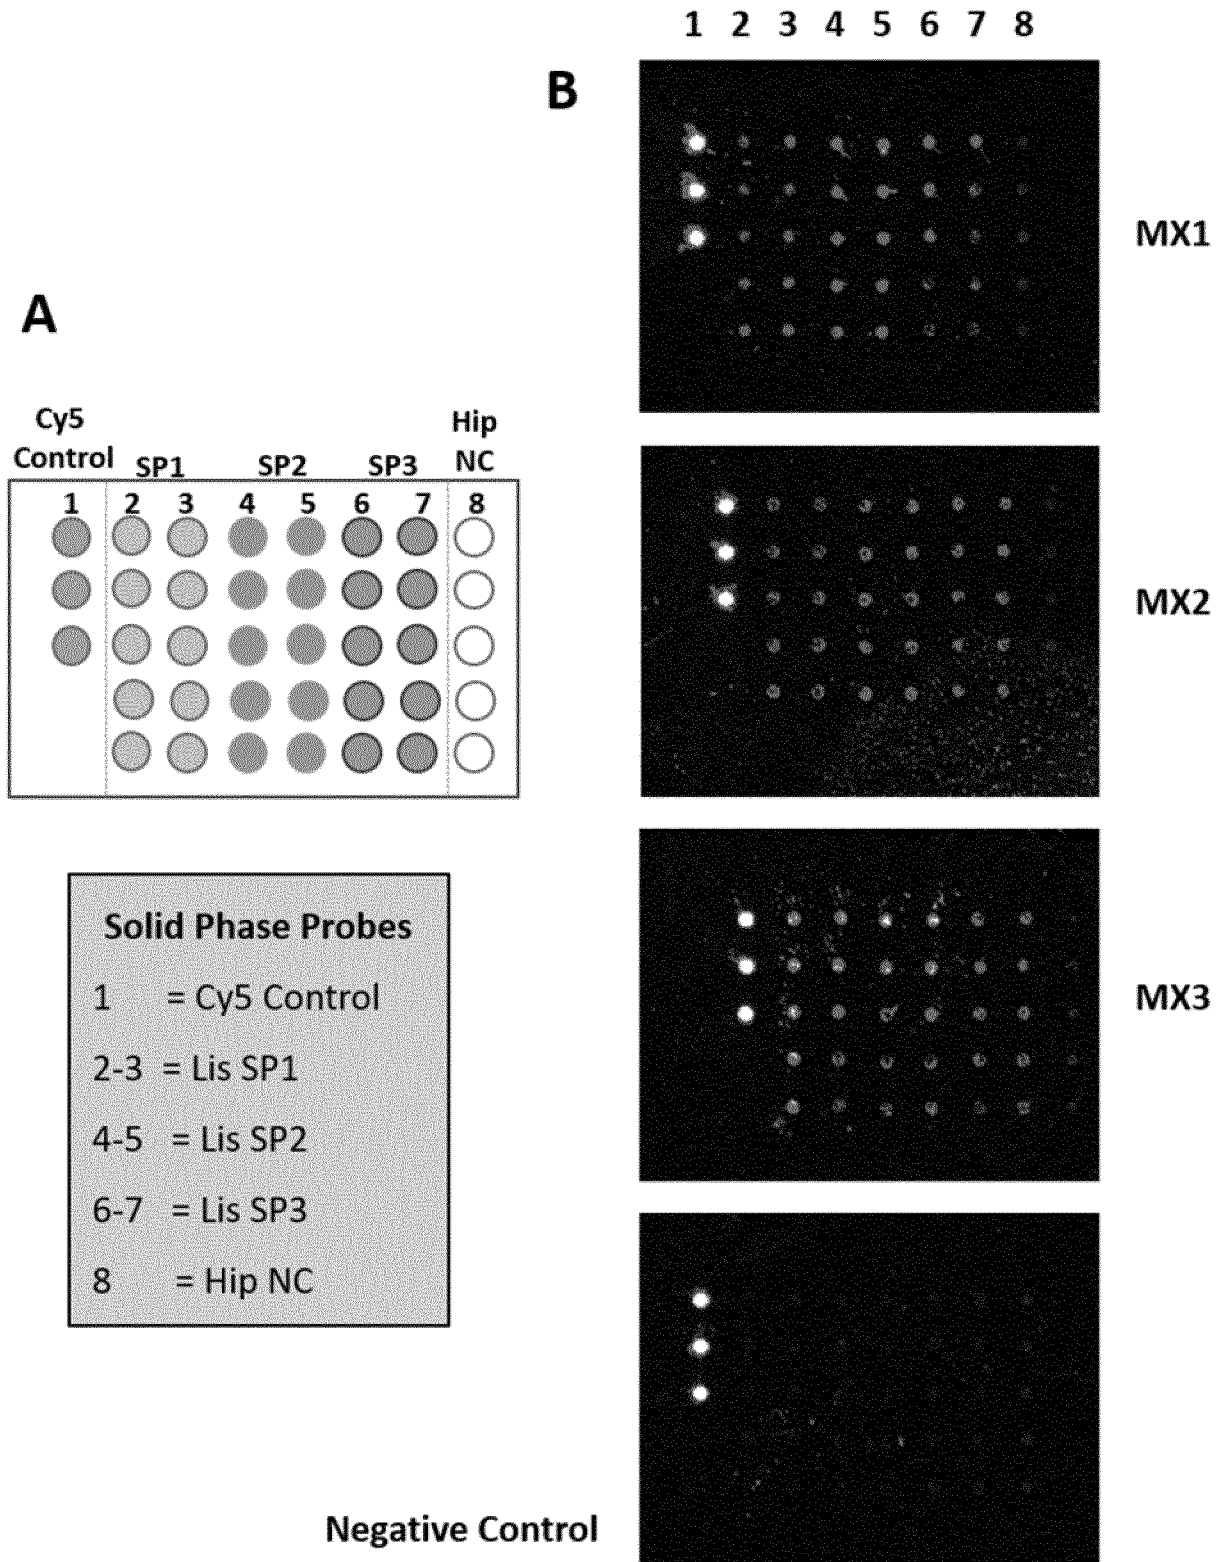 1 2 3 4 5 6 7 8
B
MX1
A
Cy5
Control
SP1
SP2
SP3
Hip
NC
1 2 3 4 5 6 7 8
MX2
Solid Phase Probes
1 = Cy5 Control
2-3 = Lis SP1
4-5 = Lis SP2
6-7 = Lis SP3
8 = Hip NC
MX3
Negative Control